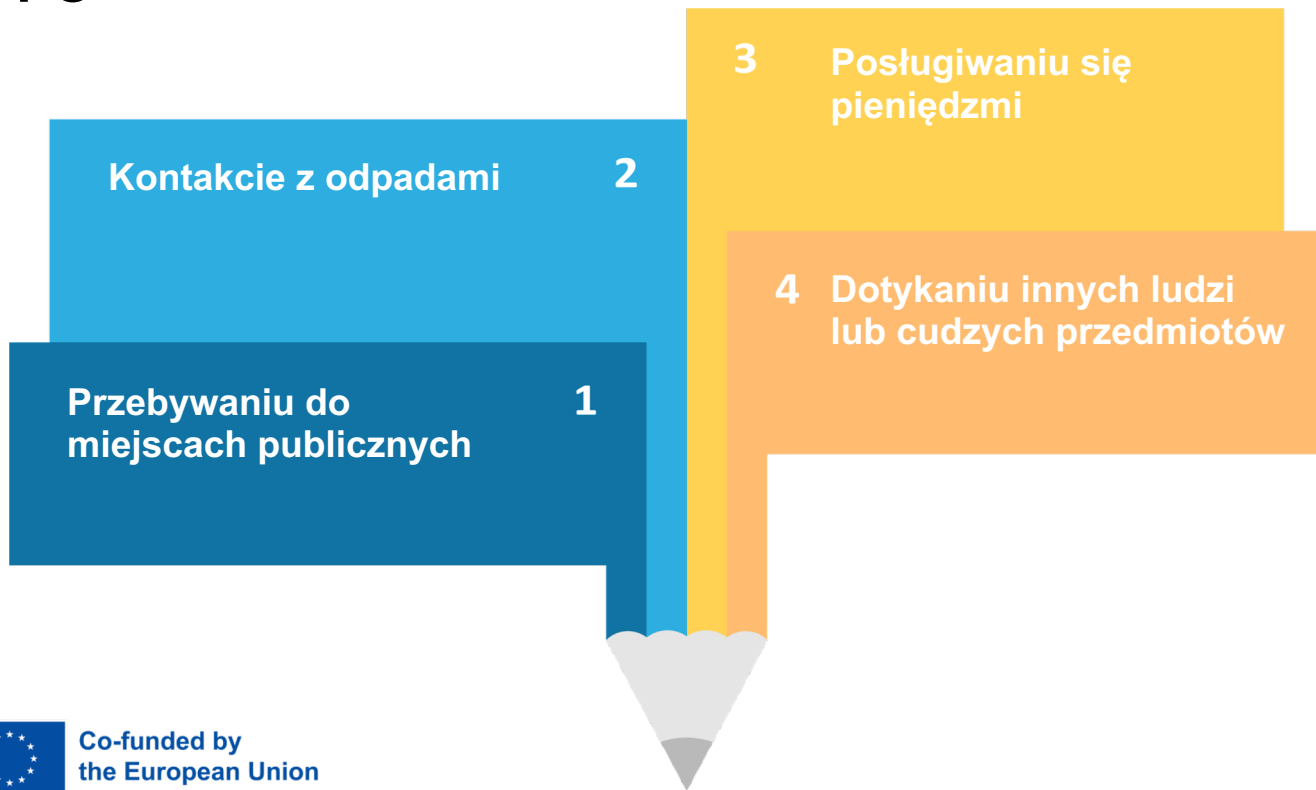 3
Posługiwaniu się
pieniędzmi
Kontakcie z odpadami
2
4
Dotykaniu innych ludzi
lub cudzych przedmiotów
Przebywaniu do
miejscach publicznych
1
Co-funded by
the European Union